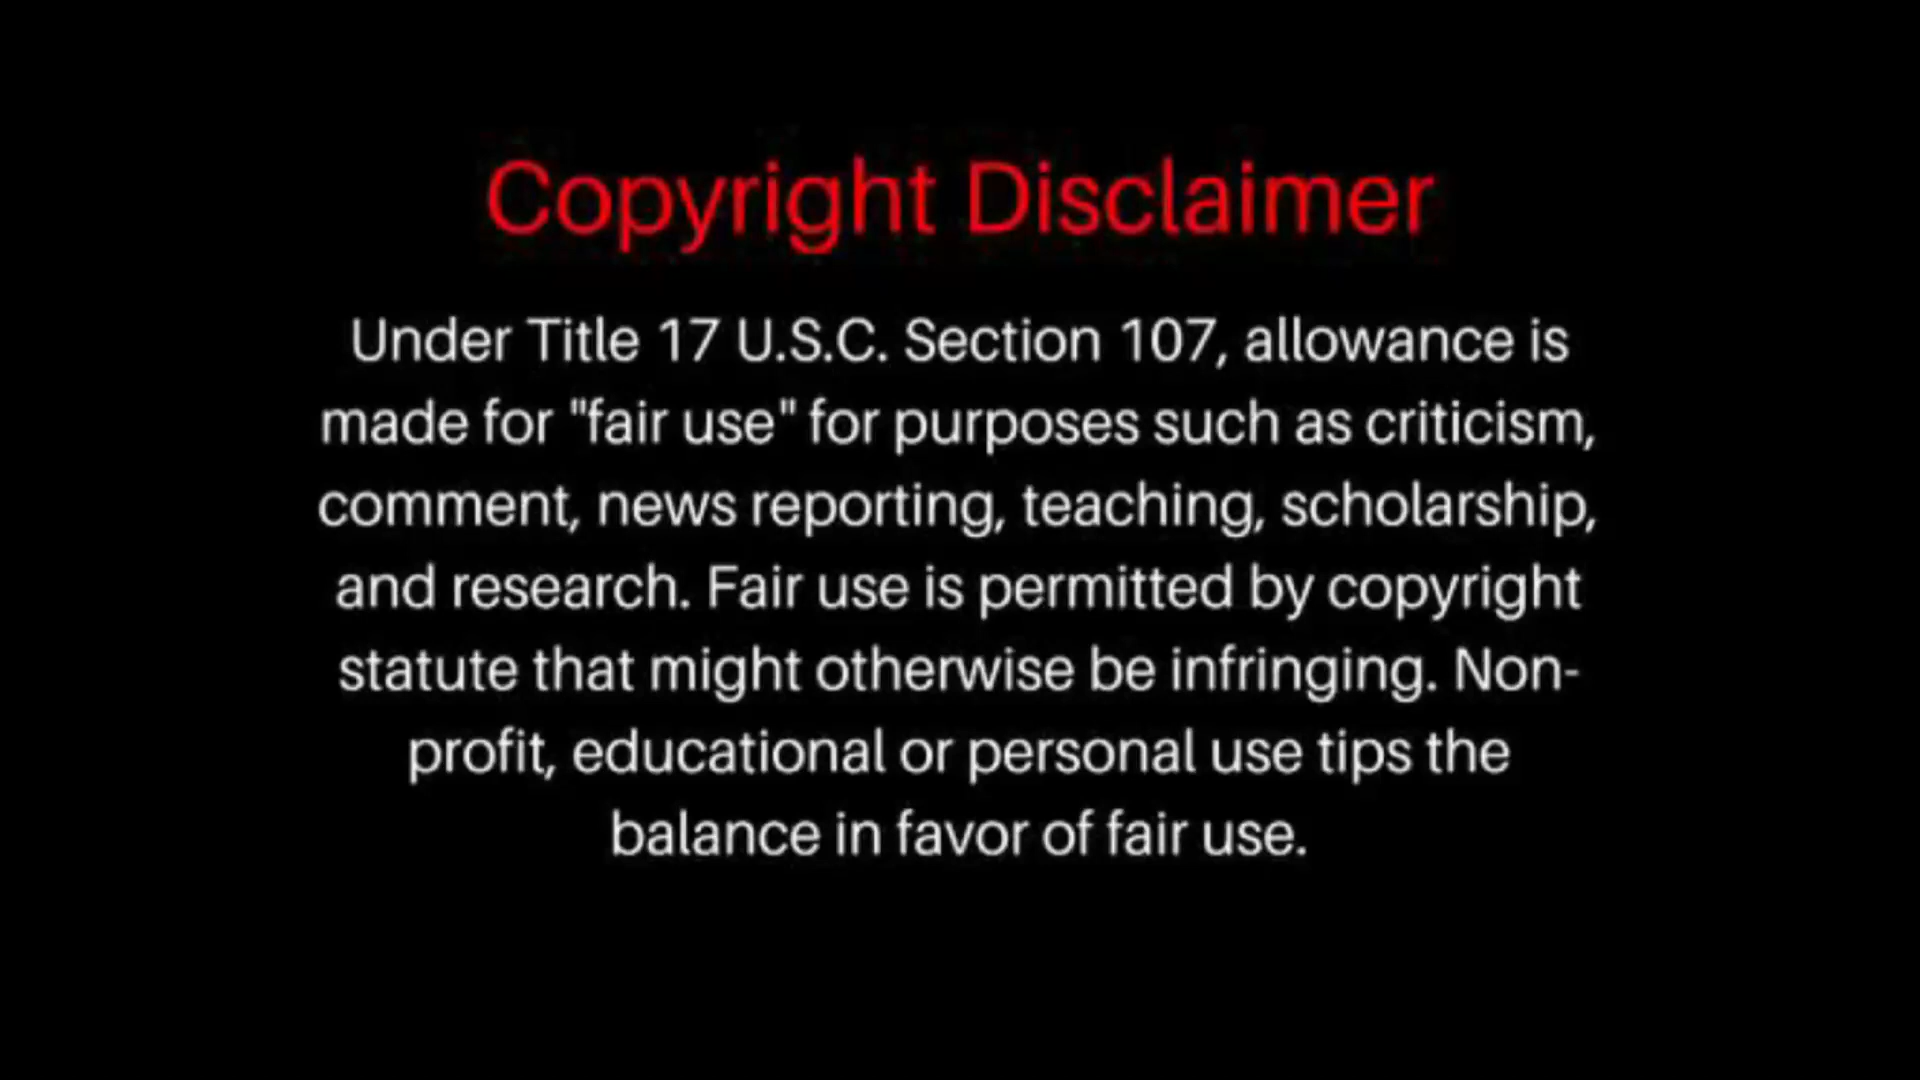 Copyright Disclaimer
Under Title 17 U.S.C. Section 107, allowance is
made for "fair use" for purposes such as criticism,
comment, news reporting, teaching, scholarship,
and research. Fair use is permitted by copyright
statute that might otherwise be infringing. Non-
profit, educational or personal use tips the
balance in favor of fair use.